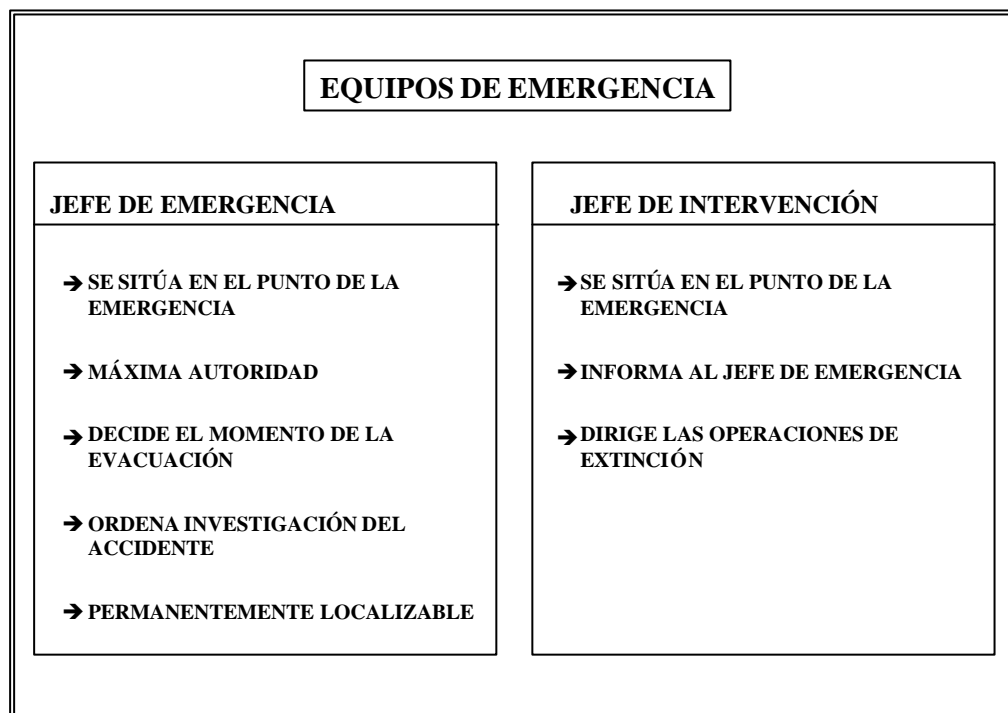 EQUIPOS DE EMERGENCIA
JEFE DE EMERGENCIA
➔ SE SITÚA EN EL PUNTO DE LA
EMERGENCIA
➔ MÁXIMA AUTORIDAD
➔ DECIDE EL MOMENTO DE LA
EVACUACIÓN
➔ ORDENA INVESTIGACIÓN DEL
ACCIDENTE
➔ PERMANENTEMENTE LOCALIZABLE
JEFE DE INTERVENCIÓN
➔ SE SITÚA EN EL PUNTO DE LA
EMERGENCIA
➔ INFORMA AL JEFE DE EMERGENCIA
➔ DIRIGE LAS OPERACIONES DE
EXTINCIÓN